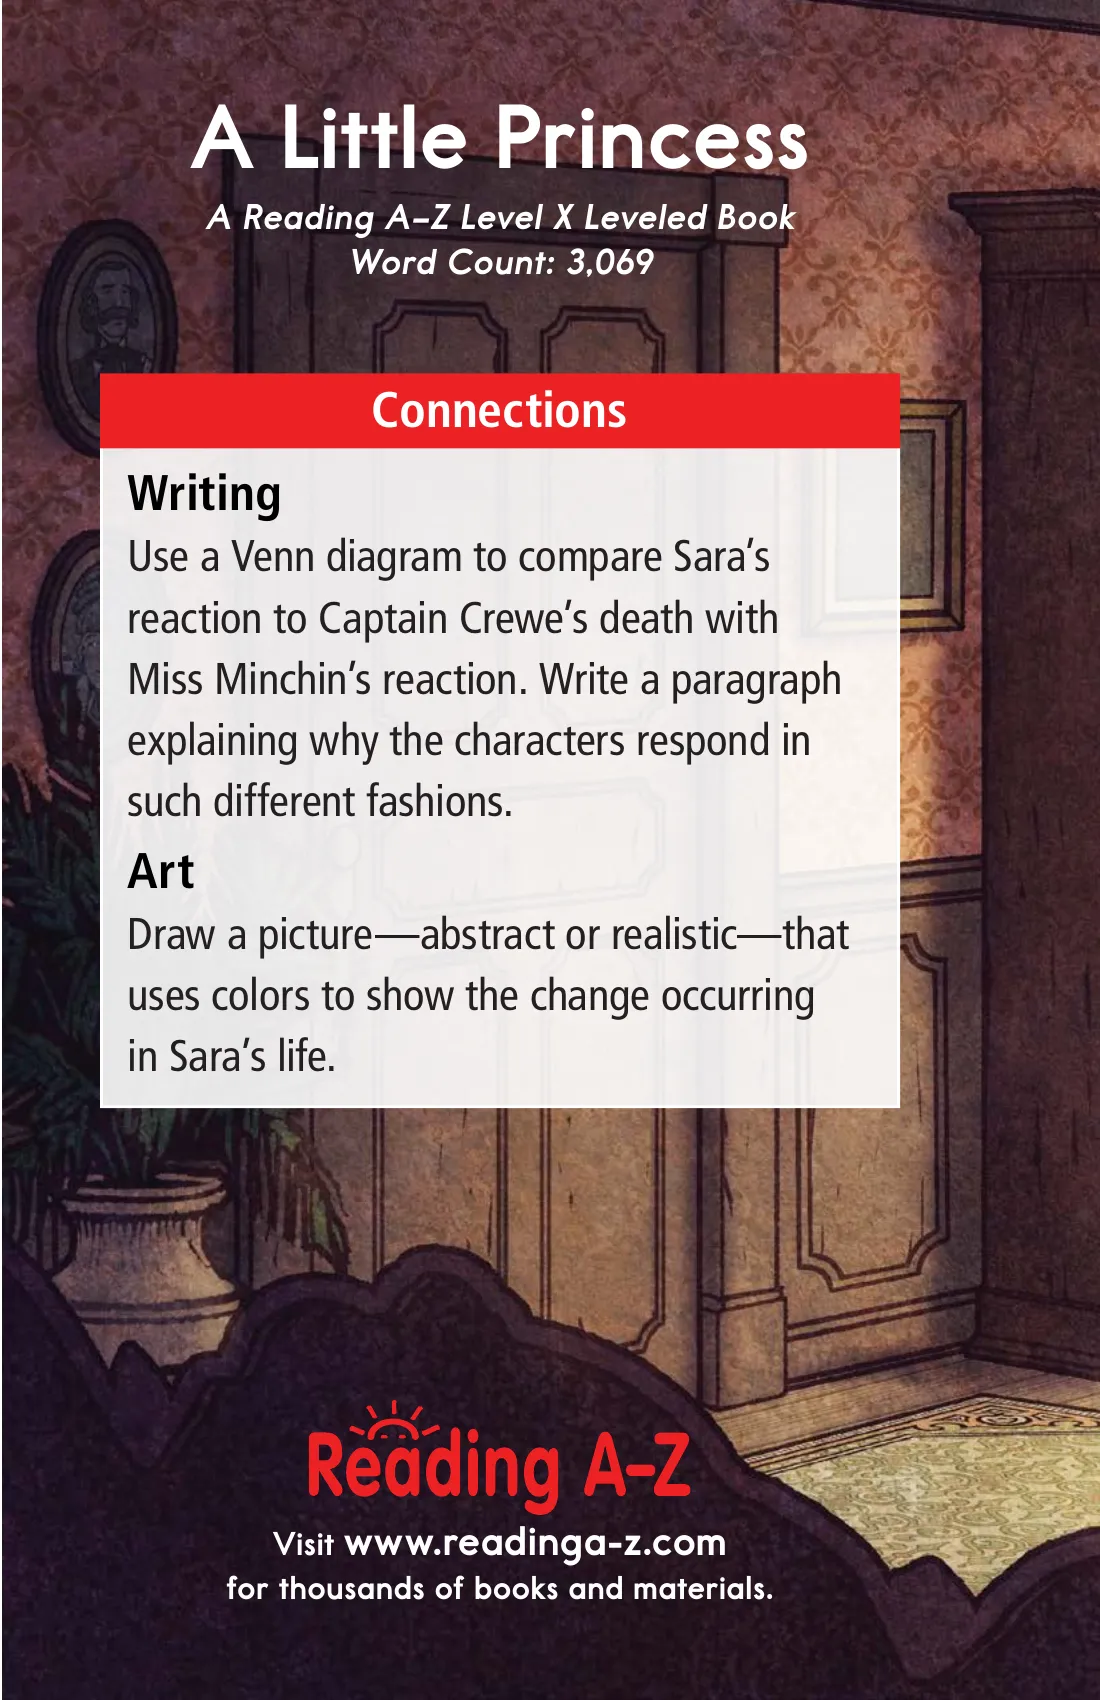 A Little Princess
A Reading A–Z Level X Leveled Book
Word Count: 3,069
Connections
Writing
Use a Venn diagram to compare Sara’s
reaction to Captain Crewe’s death with
Miss Minchin’s reaction. Write a paragraph
explaining why the characters respond in
such different fashions.
Art
Draw a picture—abstract or realistic—that
uses colors to show the change occurring
in Sara’s life.
Reading A–Z
Visit www.readinga-z.com
for thousands of books and materials.